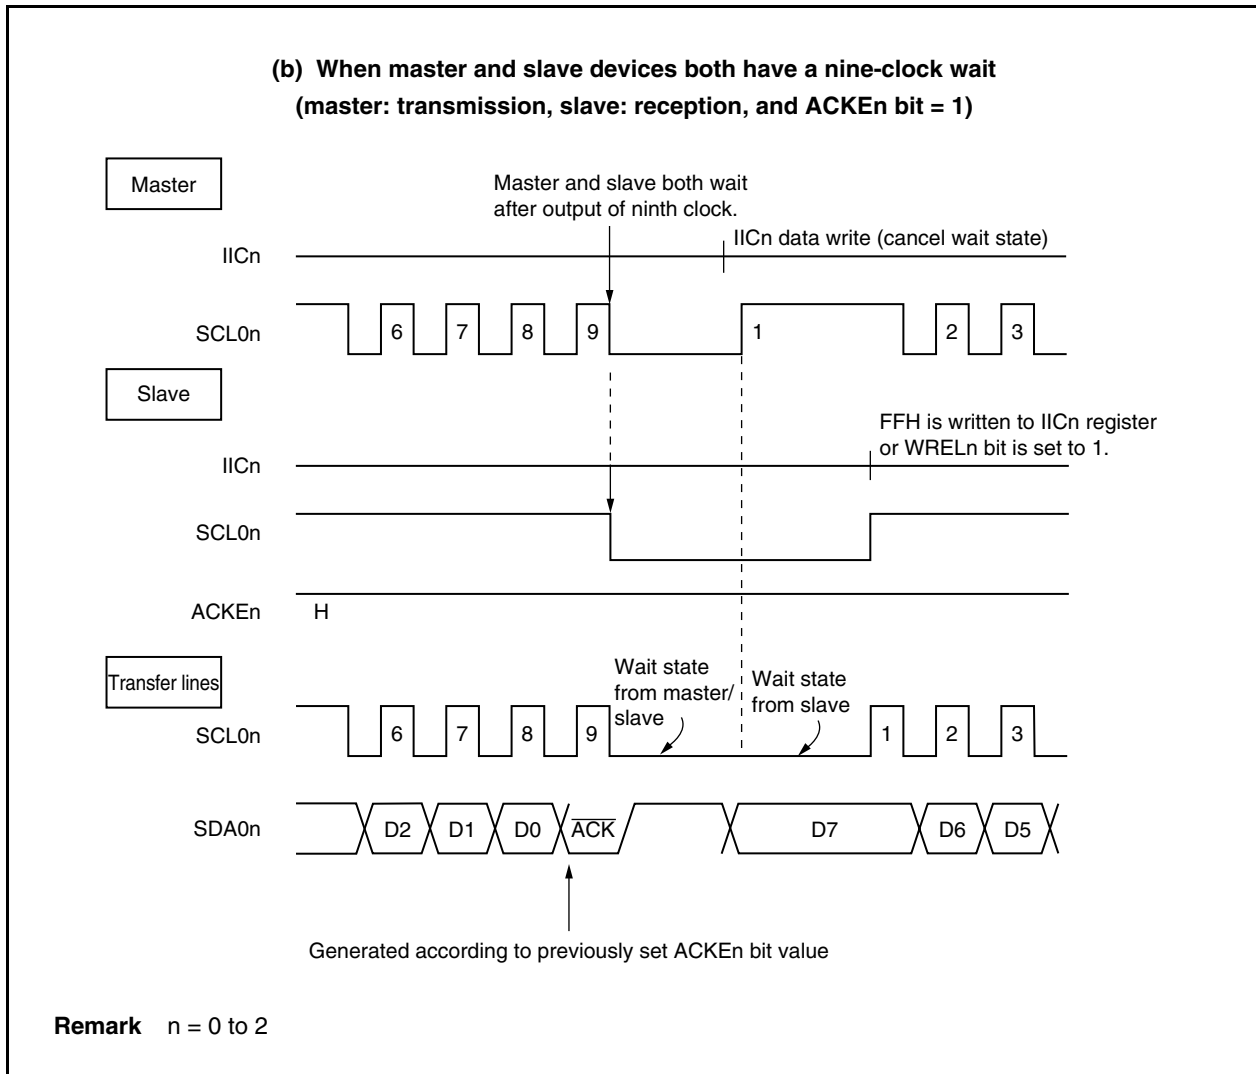 (b) When master and slave devices both have a nine-clock wait
(master: transmission, slave: reception, and ACKEn bit = 1)
Master
Master and slave both wait
after output of ninth clock.
IICn
IICn data write (cancel wait state)
SCL0n
6 7 8 9 1 2 3
Slave
FFH is written to IICn register
or WRELn bit is set to 1.
IICn
SCL0n
ACKEn H
Transfer lines
Wait state
from master/
slave
Wait state
from slave
SCL0n
6 7 8 9 1 2 3
SDA0n
D2 D1 D0 ACK D7 D6 D5
Generated according to previously set ACKEn bit value
Remark n = 0 to 2